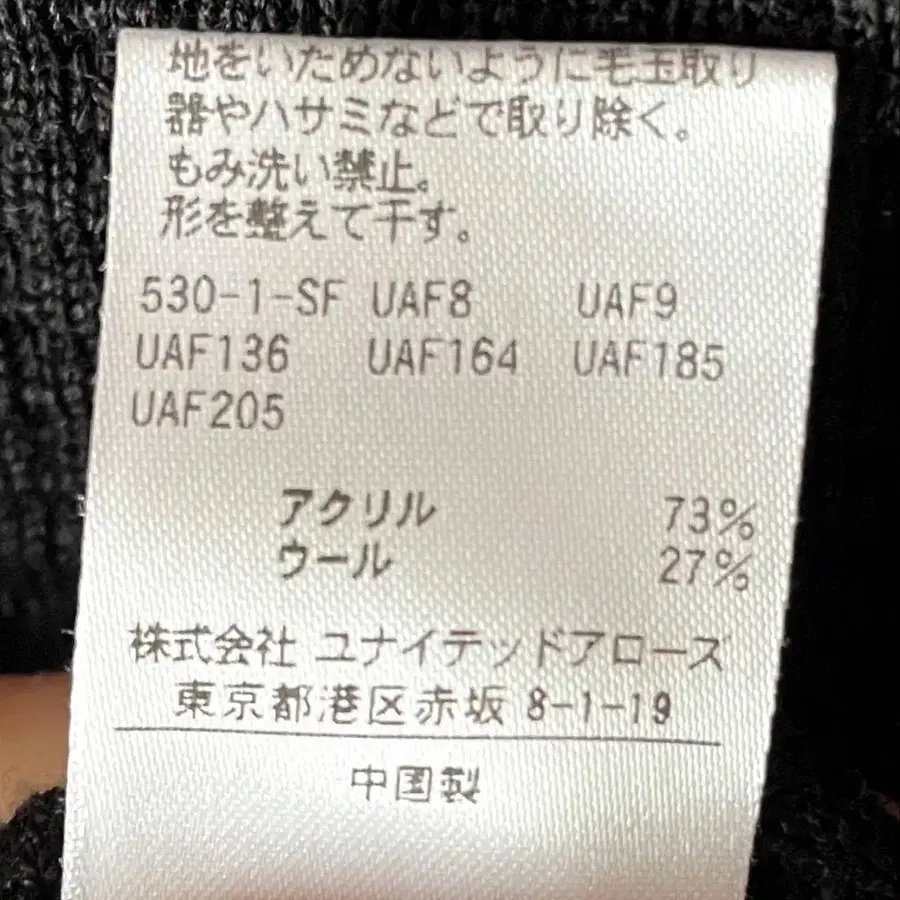 地をいためないように毛玉取り
器やハサミなどで取り除く。
もみ洗い禁止。
形を整えて干す。
530-1-SF UAF8 UAF9
UAF136 UAF164 UAF185
UAF205
アクリル 73%
ウール 27%
株式会社 ユナイテッドアローズ
東京都港区赤坂 8-1-19
中国製